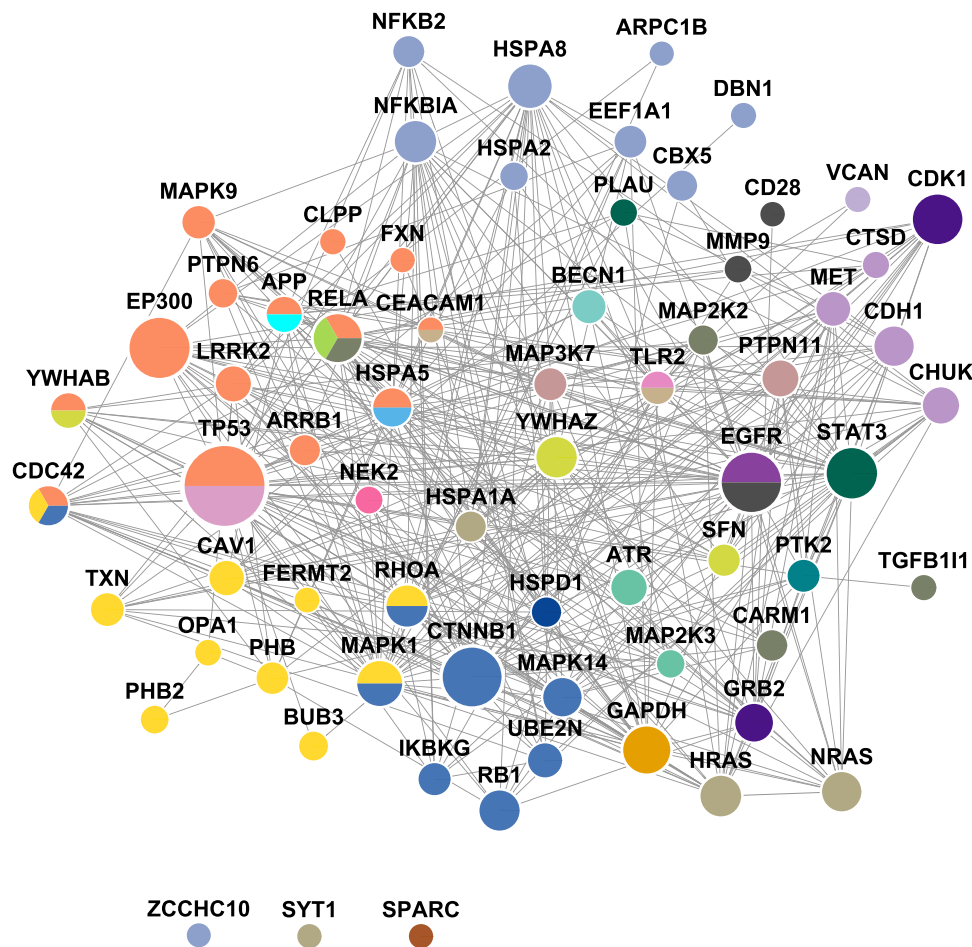 NFKB2
ARPC1B
HSPA8
DBN1
NFKBIA
EEF1A1
HSPA2
CBX5
VCAN
CDK1
MAPK9
PLAU
CD28
CLPP
FXN
MMP9
CTSD
PTPN6
APP
BECN1
MET
EP300
RELA
CEACAM1
MAP2K2
CDH1
LRRK2
MAP3K7
TLR2
PTPN11
YWHAB
HSPA5
CHUK
TP53
ARRB1
YWHAZ
EGFR
STAT3
CDC42
NEK2
HSPA1A
SFN
PTK2
CAV1
FERMT2
RHOA
HSPD1
ATR
TGFB1I1
TXN
CARM1
OPA1
PHB
MAPK1
CTNNB1
MAPK14
MAP2K3
PHB2
GRB2
BUB3
UBE2N
GAPDH
IKBKG
RB1
HRAS
NRAS
ZCCHC10
SYT1
SPARC